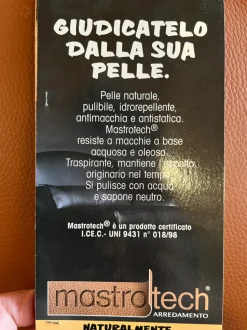 GIUDICATELO
DALLA SUA
PELLE.
Pelle naturale,
pulibile, idrorepellente,
antimacchia e antistatica.
Mastrotech®
resiste a macchie a base
acquosa e oleosa.
Traspirante, mantiene l'aspetto
originario nel tempo.
Si pulisce con acqua
e sapone neutro.
Mastrotech® è un prodotto certificato
I.CE.C.- UNI 9431 n° 018/98
mastrotech®
ARREDAMENTO
NATURALMENTE